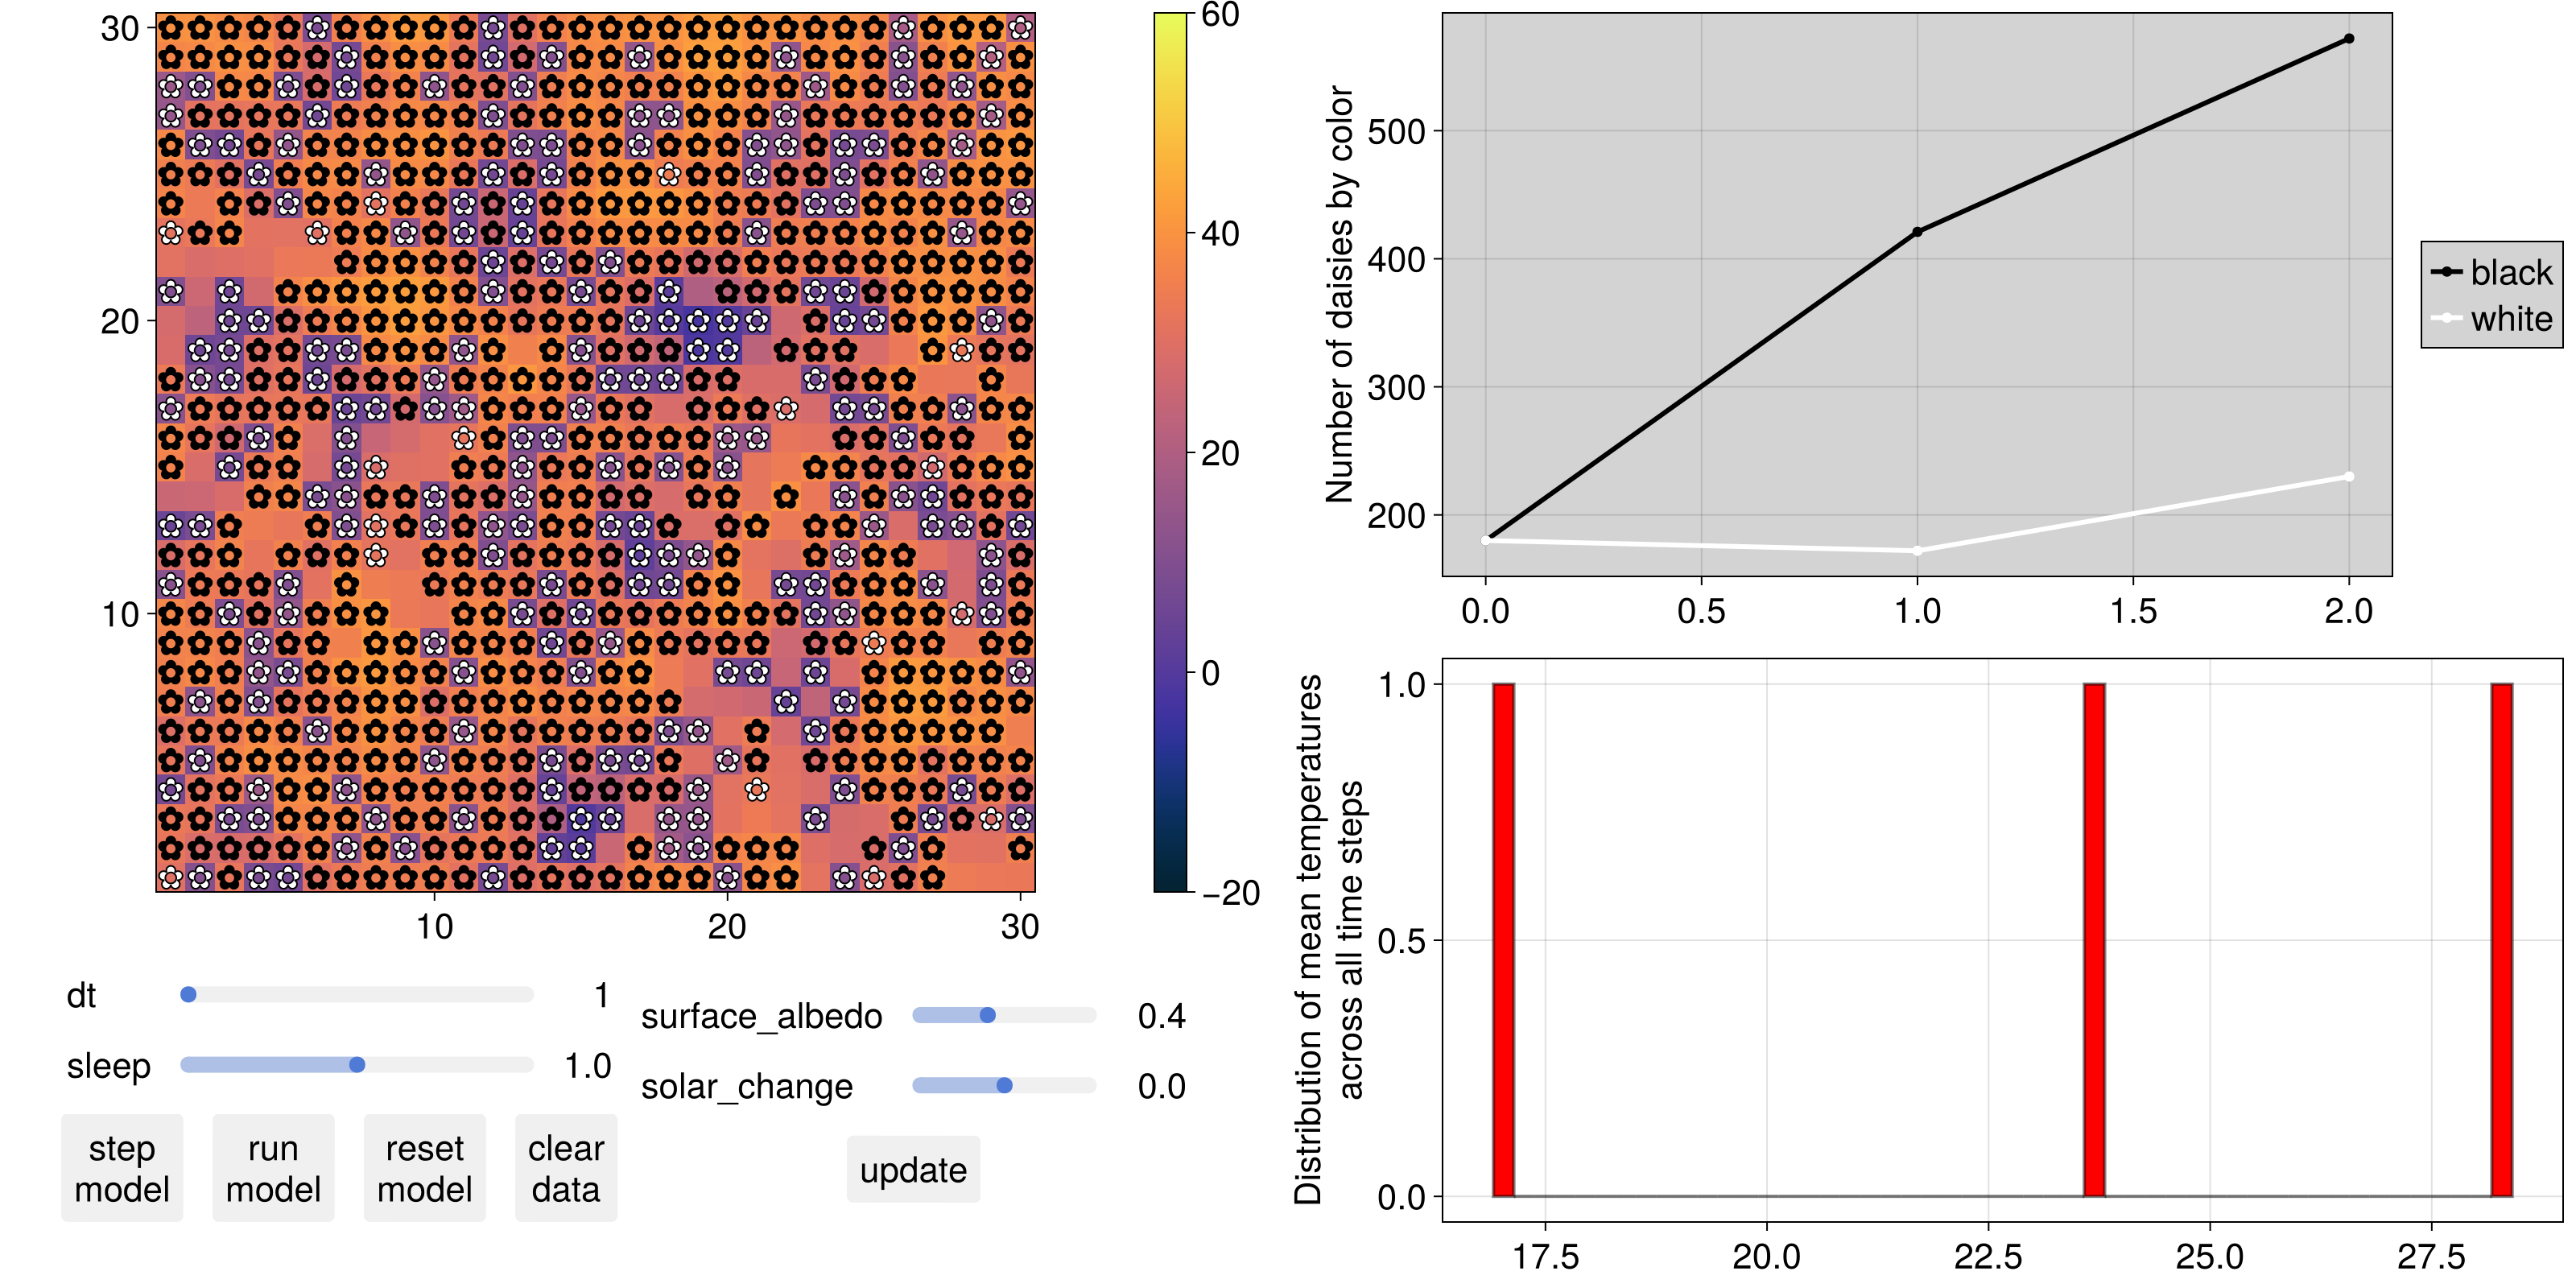 30
20
10
10
20
30
60
40
20
0
−20
Number of daisies by color
500
400
300
200
0.0
0.5
1.0
1.5
2.0
black
white
Distribution of mean temperatures
across all time steps
1.0
0.5
0.0
17.5
20.0
22.5
25.0
27.5
dt
1
sleep
1.0
surface_albedo
0.4
solar_change
0.0
step
model
run
model
reset
model
clear
data
update